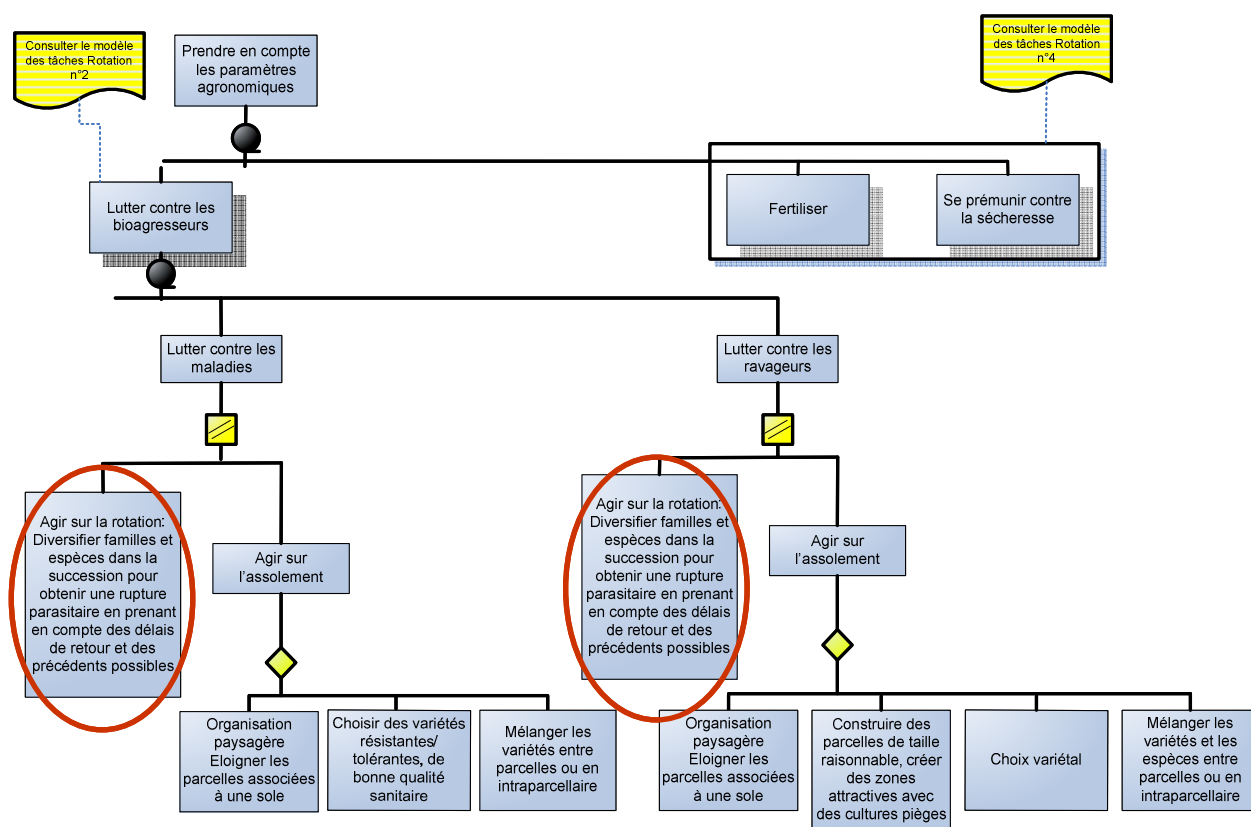 Consulter le modèle
des tâches Rotation
n°2
Prendre en compte
les paramètres
agronomiques
Consulter le modèle
des tâches Rotation
n°4
Lutter contre les
bioagresseurs
Fertiliser
Se prémunir contre
la sécheresse
Lutter contre les
maladies
Lutter contre les
ravageurs
Agir sur la rotation:
Diversifier familles et
espèces dans la
succession pour
obtenir une rupture
parasitaire en prenant
en compte des délais
de retour et des
précédents possibles
Agir sur
l'assolement
Agir sur la rotation:
Diversifier familles et
espèces dans la
succession pour
obtenir une rupture
parasitaire en prenant
en compte des délais
de retour et des
précédents possibles
Agir sur
l'assolement
Organisation
paysagère
Eloigner les
parcelles associées
à une sole
Choisir des variétés
résistantes/
tolérantes, de
bonne qualité
sanitaire
Mélanger les
variétés entre
parcelles ou en
intraparcellaire
Organisation
paysagère
Eloigner les
parcelles associées
à une sole
Construire des
parcelles de taille
raisonnable, créer
des zones
attractives avec
des cultures pièges
Choix variétal
Mélanger les
variétés et les
espèces entre
parcelles ou en
intraparcellaire